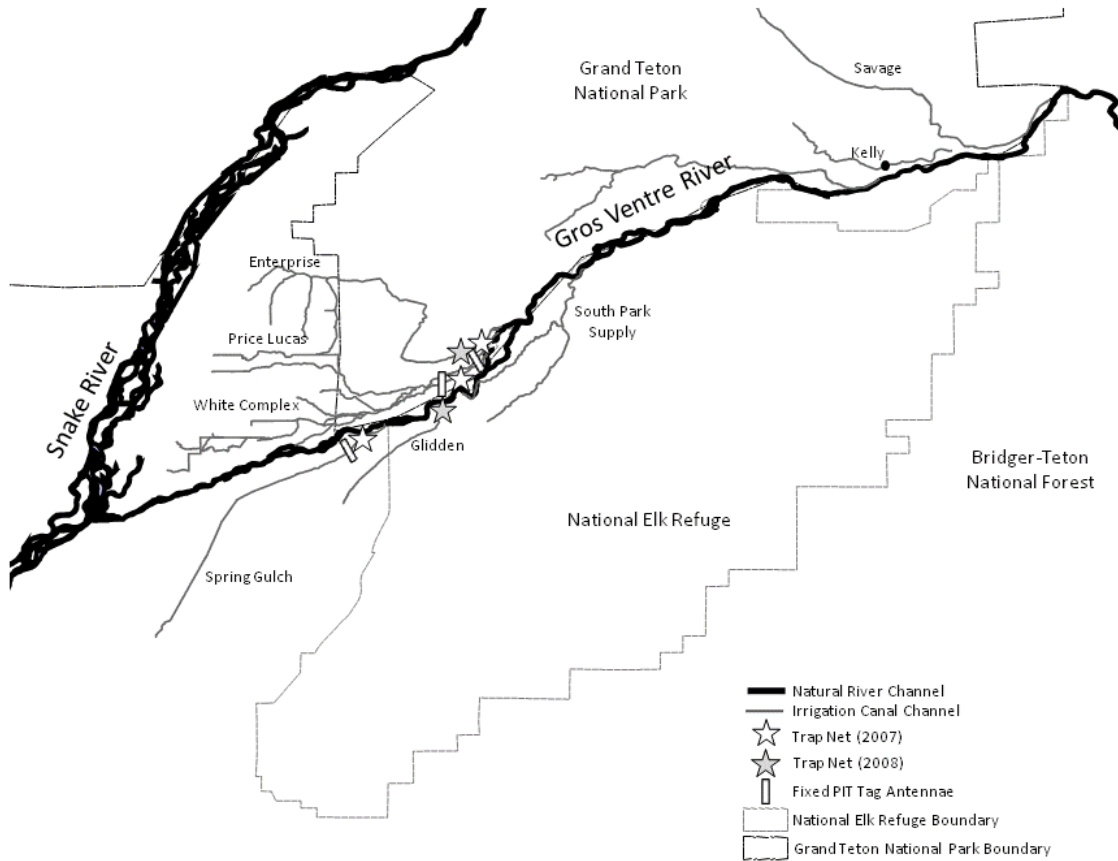 Savage
Grand Teton
National Park
Kelly
Gros Ventre River
Enterprise
South Park
Supply
Price Lucas
Snake River
White Complex
Glidden
Bridger-Teton
National Forest
National Elk Refuge
Spring Gulch
Natural River Channel
Irrigation Canal Channel
Trap Net (2007)
Trap Net (2008)
Fixed PIT Tag Antennae
National Elk Refuge Boundary
Grand Teton National Park Boundary